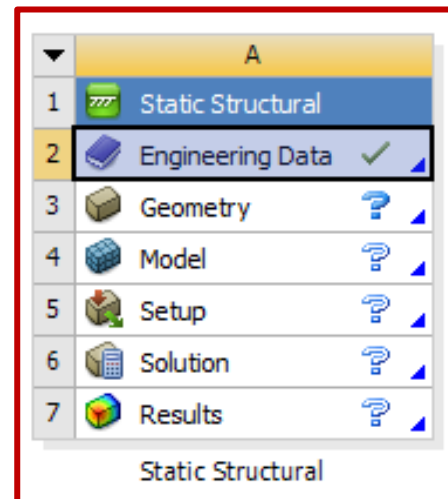 A
1 Static Structural
2 Engineering Data
3 Geometry ?
4 Model ?
5 Setup ?
6 Solution ?
7 Results ?
Static Structural